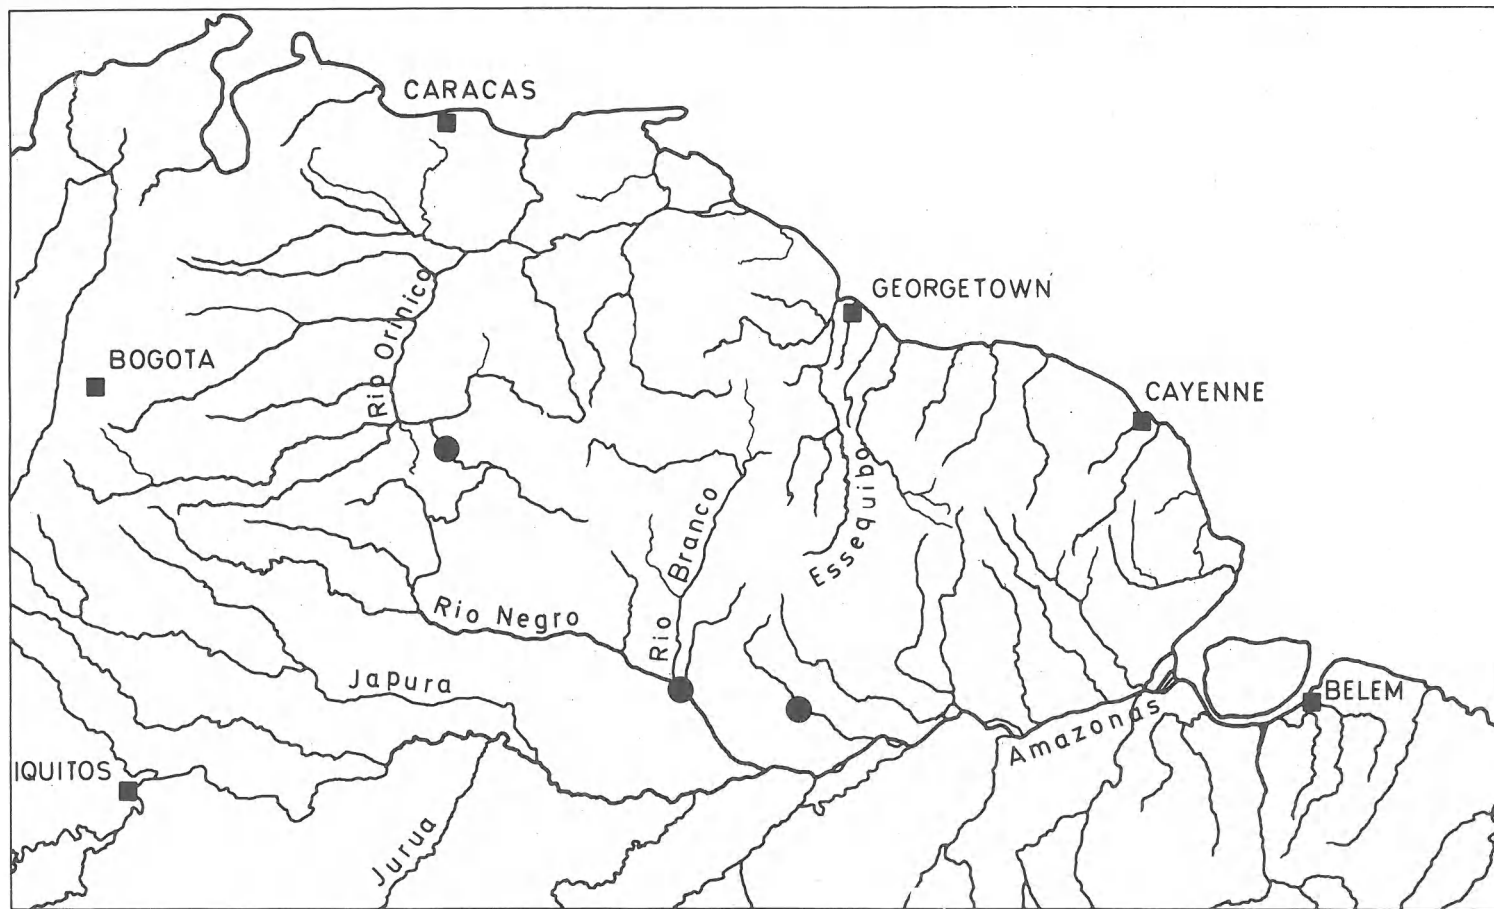 CARACAS
GEORGETOWN
Rio Orinico
BOGOTA
CAYENNE
Essequibo
Rio Branco
Rio Negro
Japura
BELEM
Amazonas
IQUITOS
Jurua